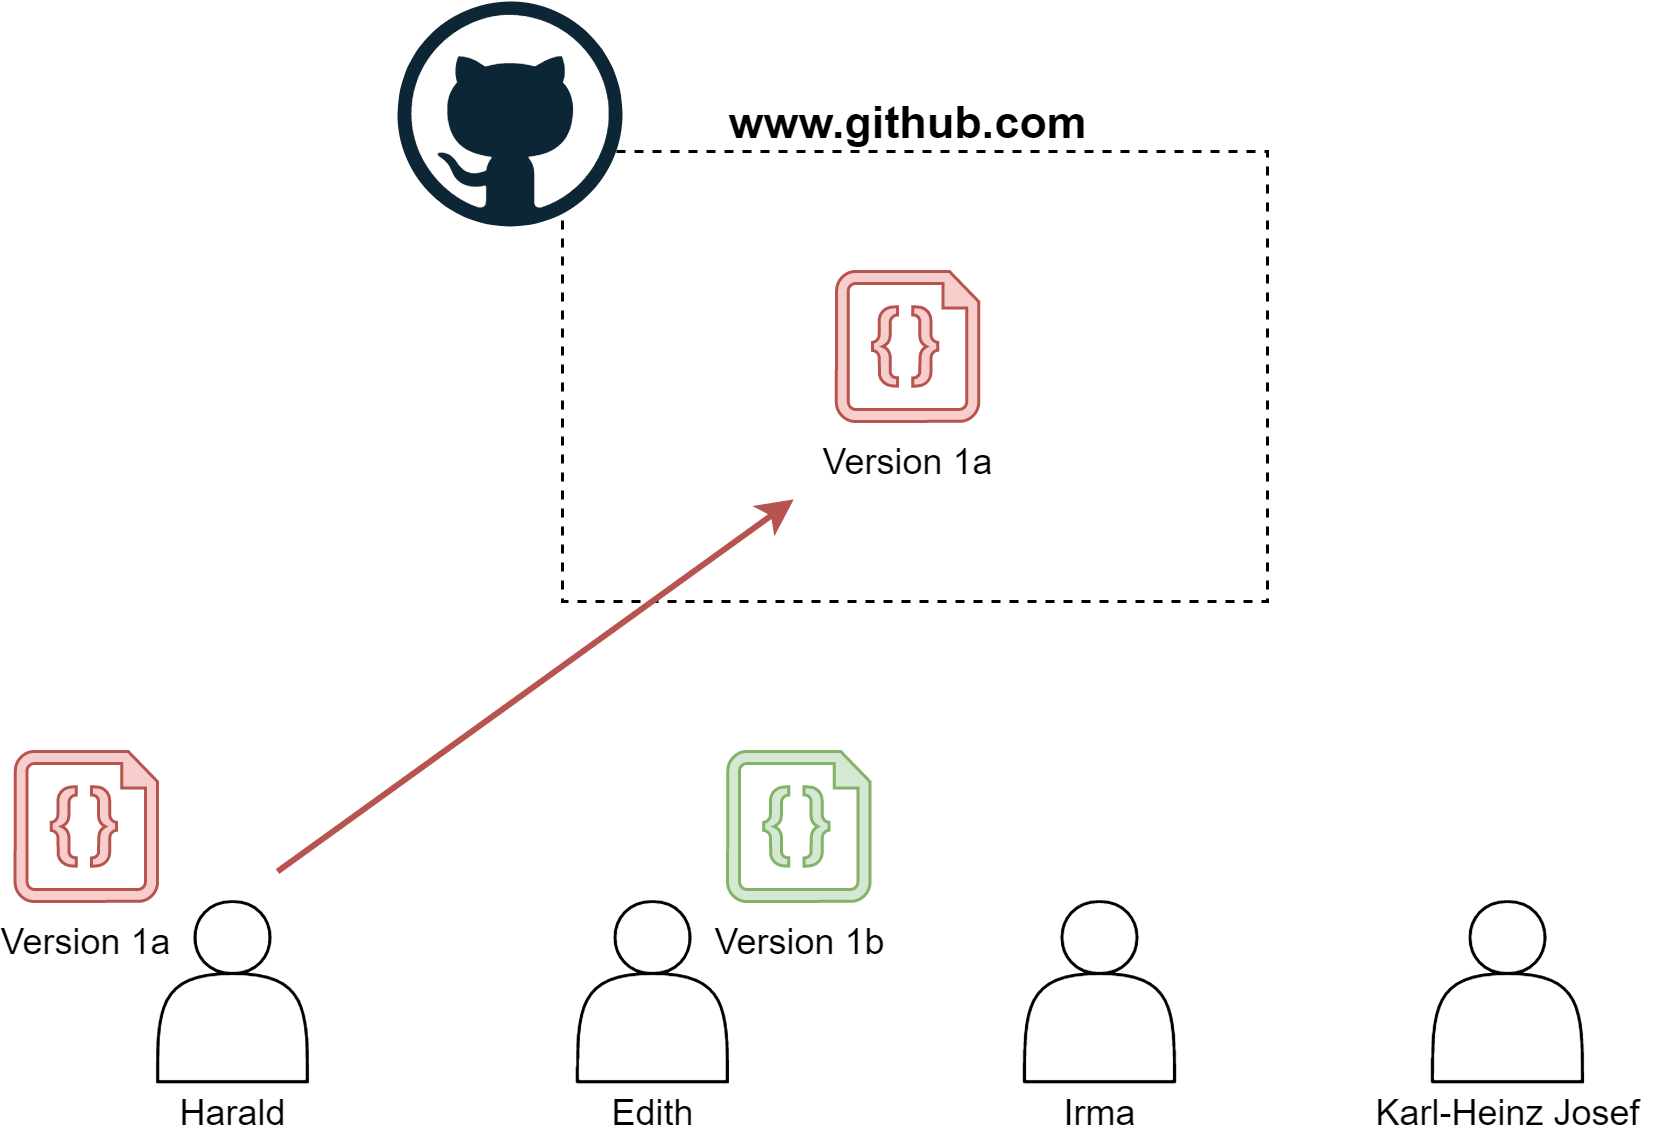 www.github.com
Version 1a
Version 1a
Version 1b
Harald
Edith
Irma
Karl-Heinz Josef